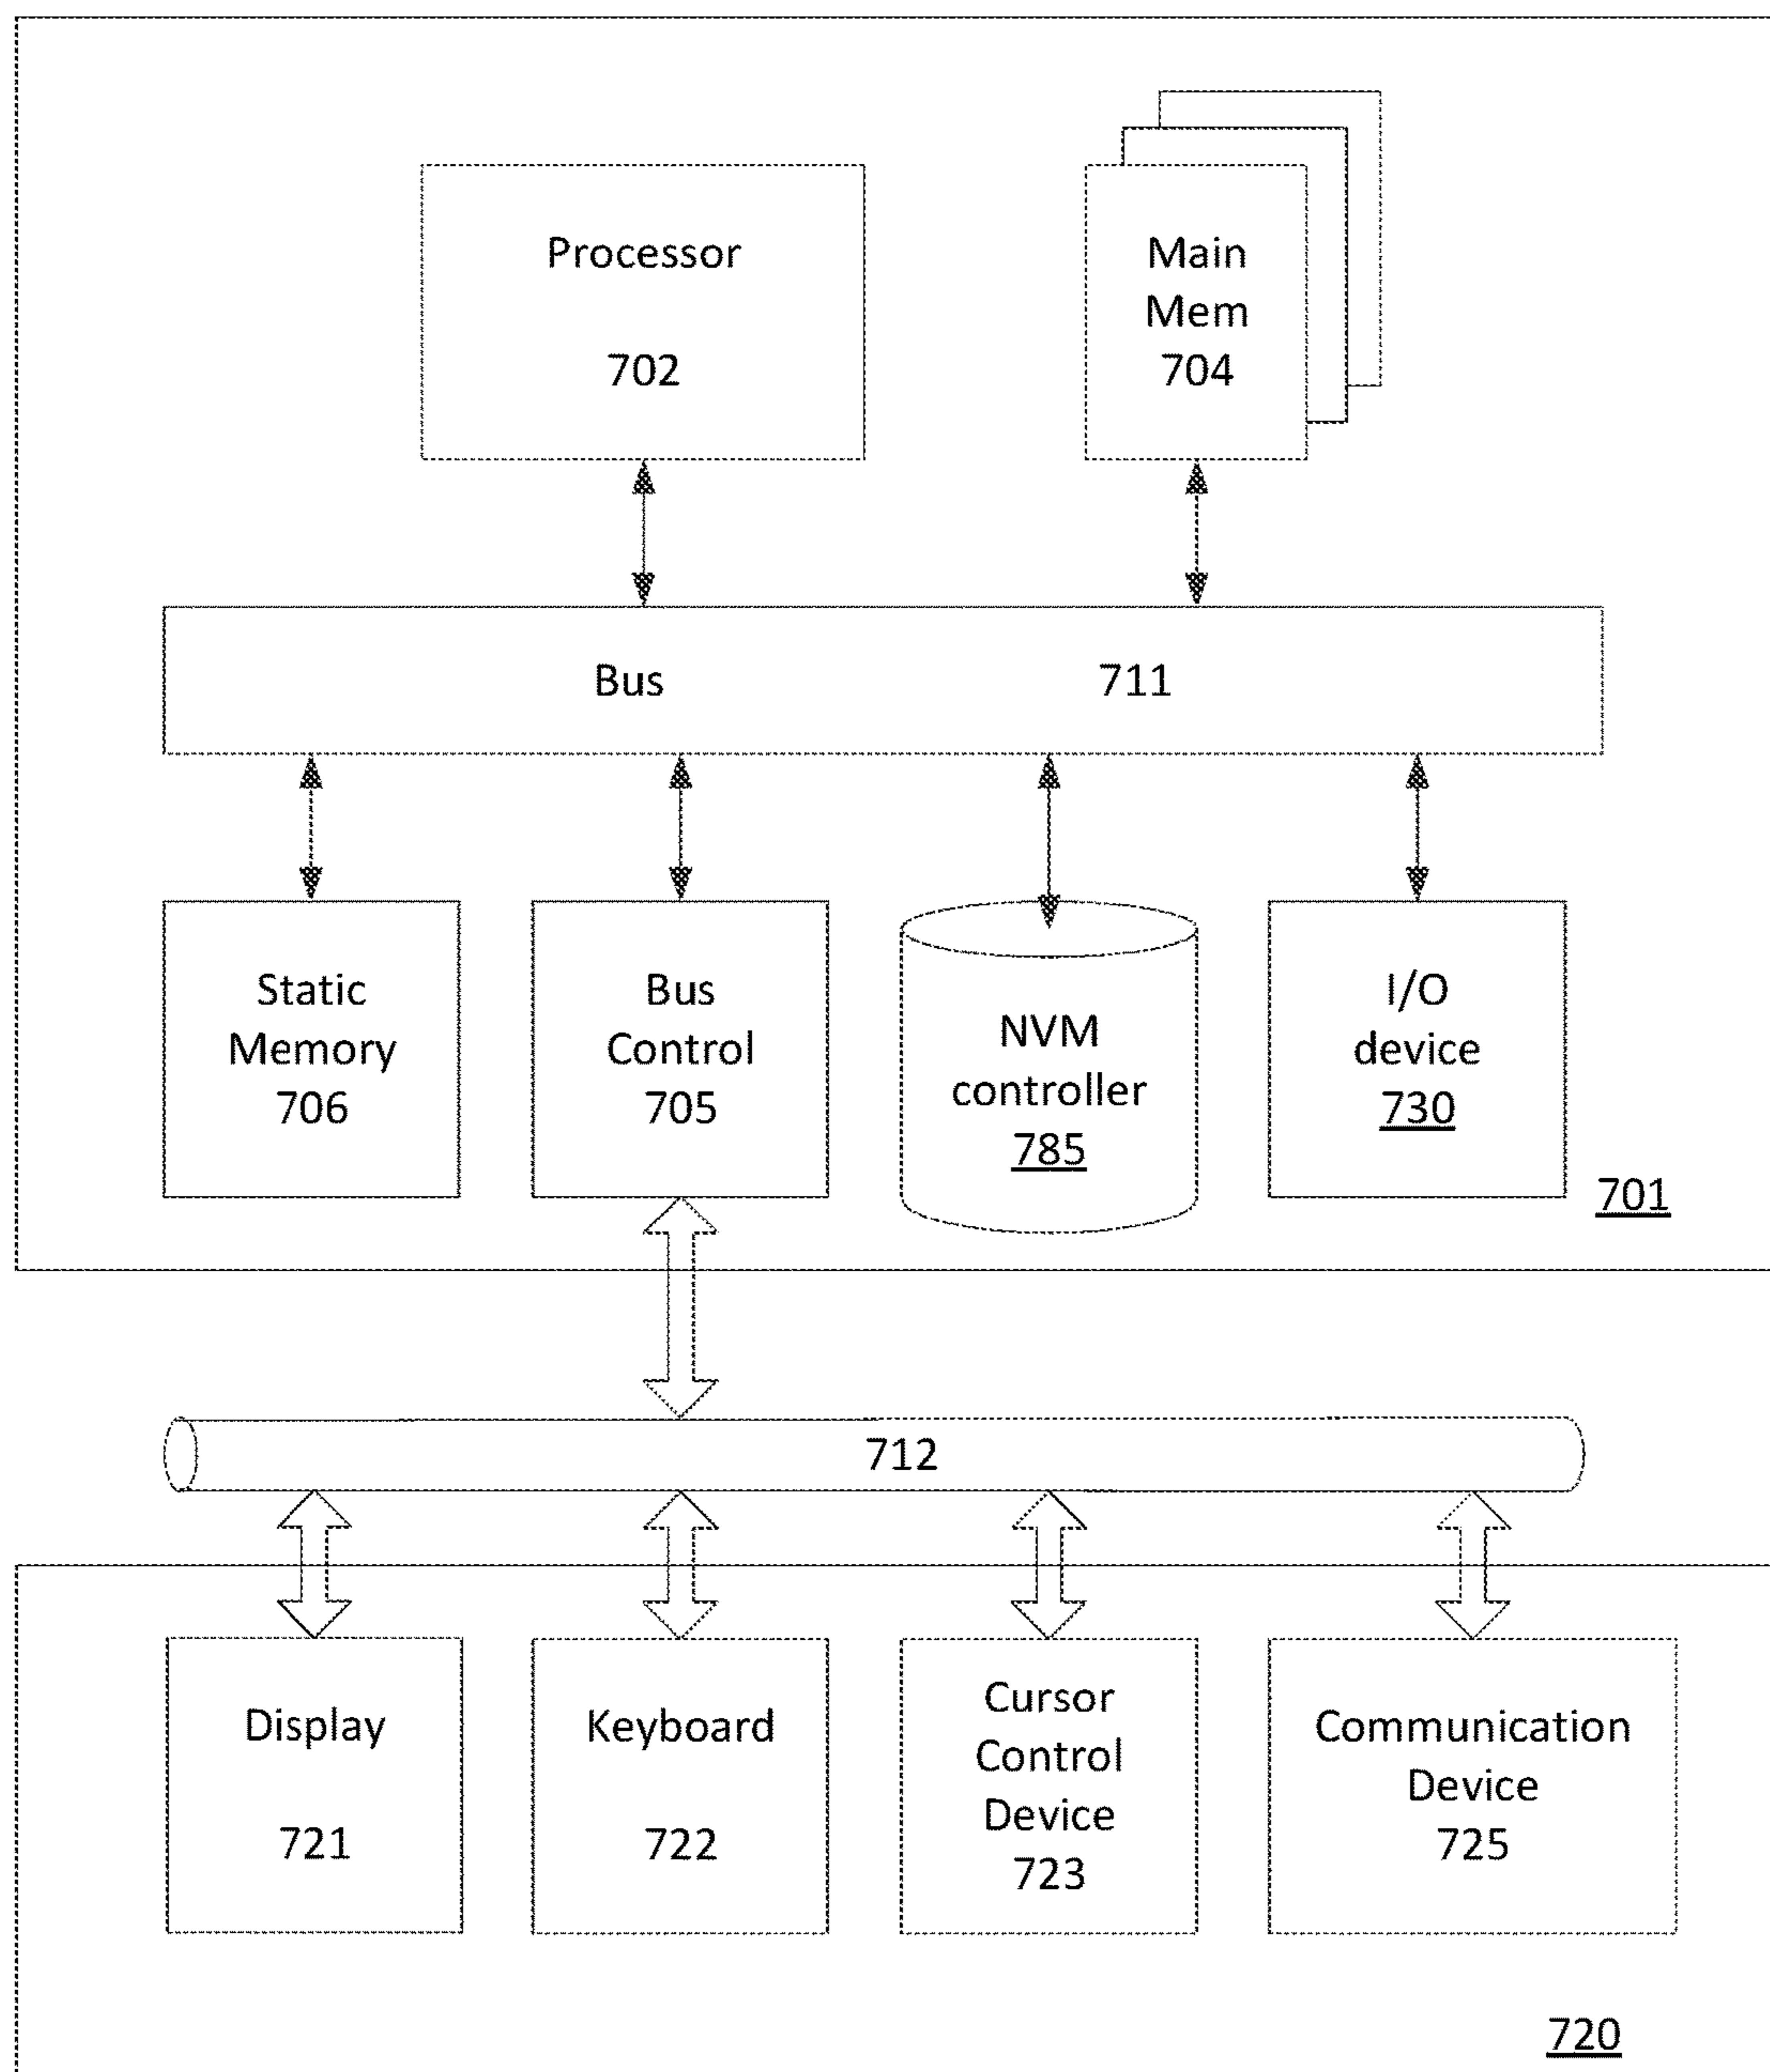 Processor
702
Main
Mem
704
Bus 711
Static
Memory
706
Bus
Control
705
NVM
controller
785
I/O
device
730
701
712
Display
721
Keyboard
722
Cursor
Control
Device
723
Communication
Device
725
720